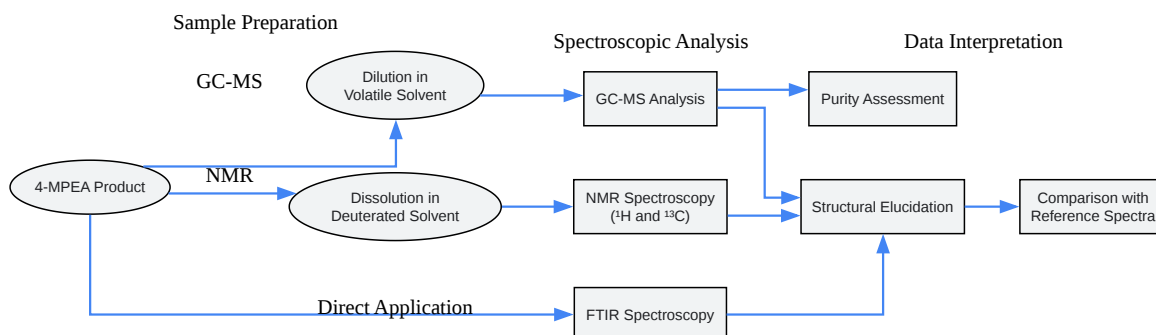 Sample Preparation
Spectroscopic Analysis
Data Interpretation
GC-MS
Dilution in
Volatile Solvent
GC-MS Analysis
Purity Assessment
4-MPEA Product
NMR
Dissolution in
Deuterated Solvent
NMR Spectroscopy
(¹H and ¹³C)
Structural Elucidation
Comparison with
Reference Spectra
Direct Application
FTIR Spectroscopy